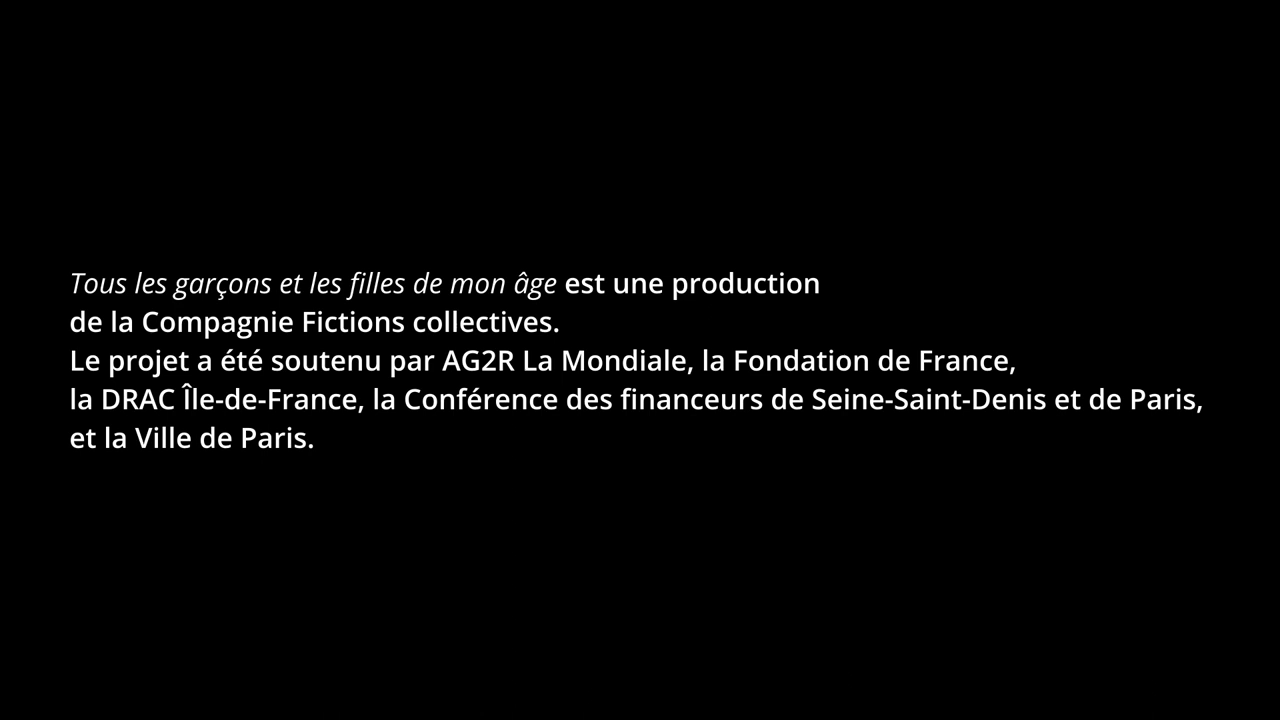 Tous les garçons et les filles de mon âge est une production
de la Compagnie Fictions collectives.
Le projet a été soutenu par AG2R La Mondiale, la Fondation de France,
la DRAC Île-de-France, la Conférence des financeurs de Seine-Saint-Denis et de Paris,
et la Ville de Paris.